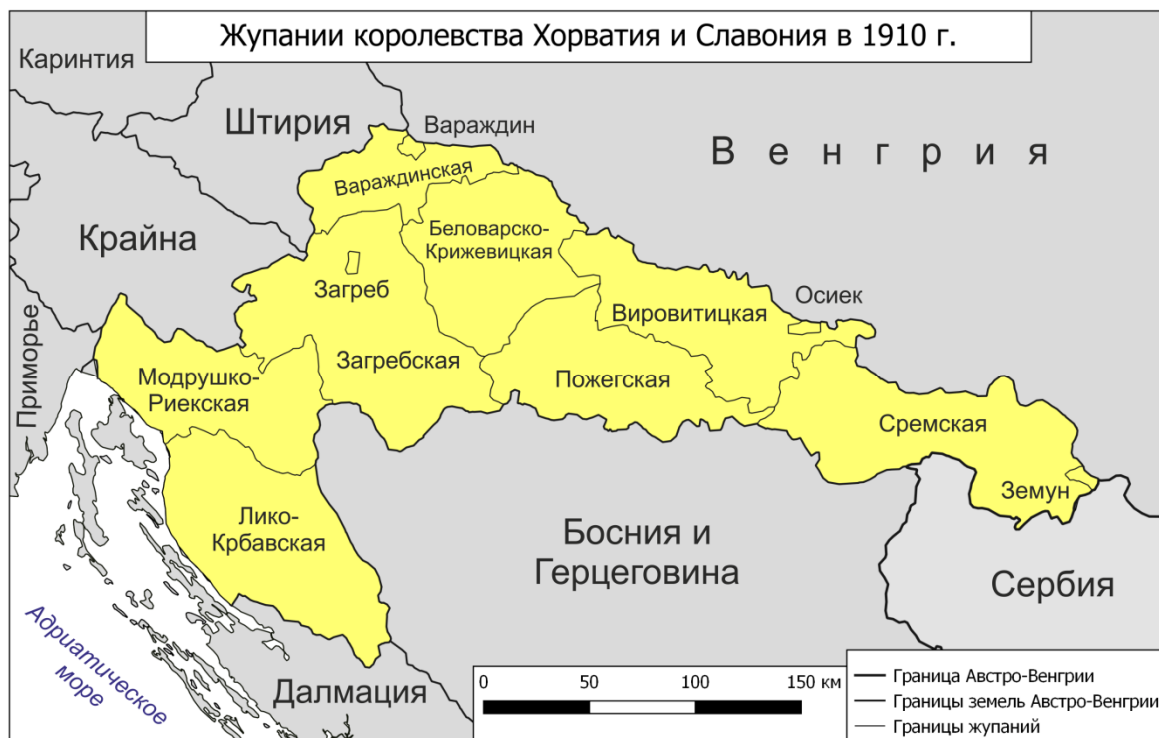 Жупании королевства Хорватия и Славония в 1910 г.
Каринтия
Штирия
Вараждин
Венгрия
Вараждинская
Крайна
Беловарско-
Крижевицкая
Загреб
Осиек
Вировитицкая
Приморье
Загребская
Модрушко-
Риекская
Пожегская
Сремская
Земун
Лико-
Крбавская
Босния и
Герцеговина
Сербия
Адриатическое
море
Далмация
0 50 100 150 км
Граница Австро-Венгрии
Границы земель Австро-Венгрии
Границы жупаний